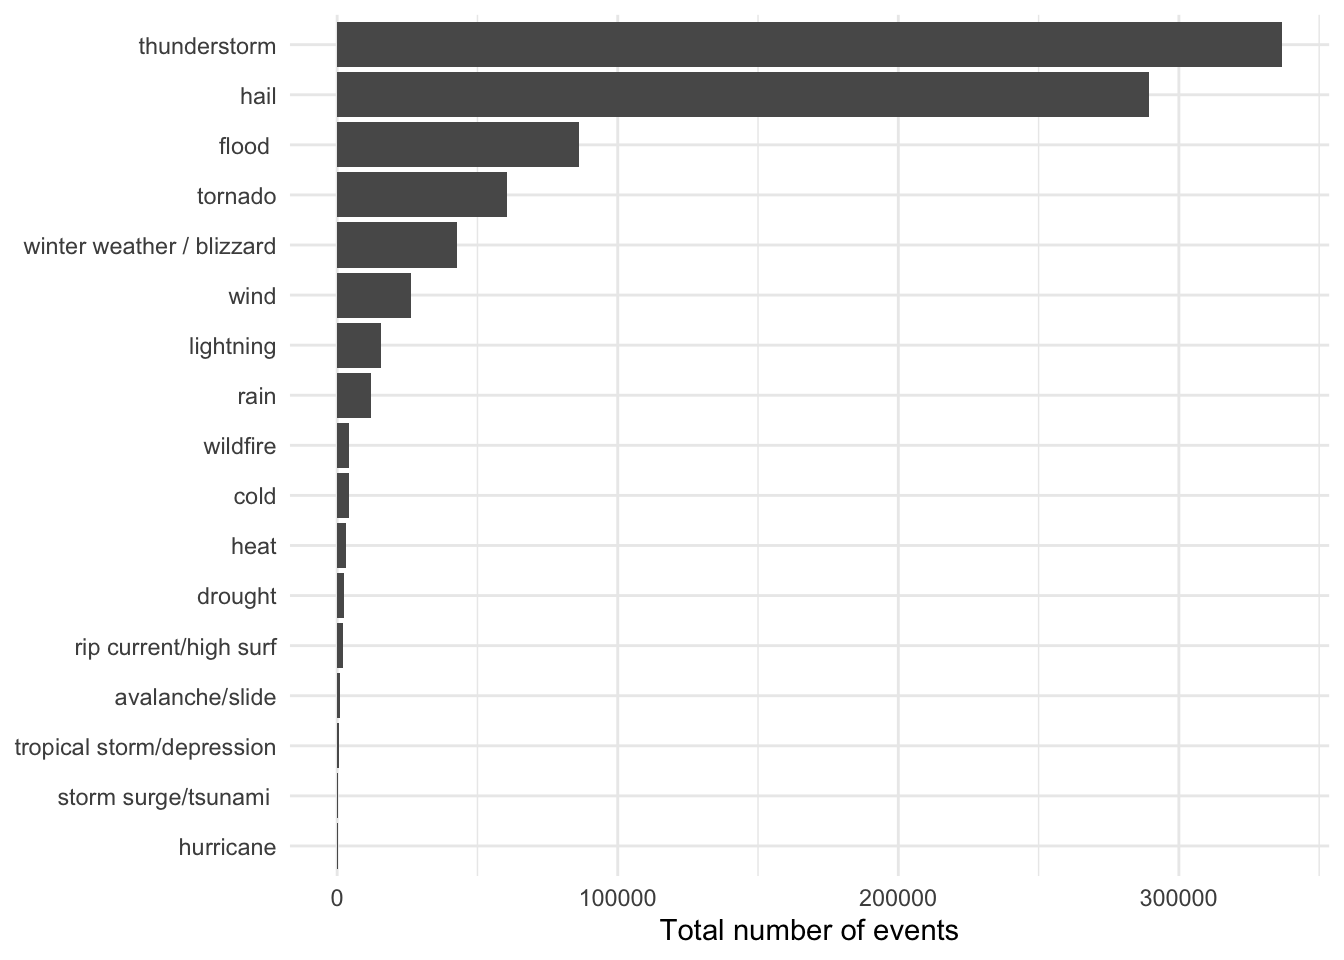 thunderstorm
hail
flood
tornado
winter weather / blizzard
wind
lightning
rain
wildfire
cold
heat
drought
rip current/high surf
avalanche/slide
tropical storm/depression
storm surge/tsunami
hurricane
0 100000 200000 300000
Total number of events